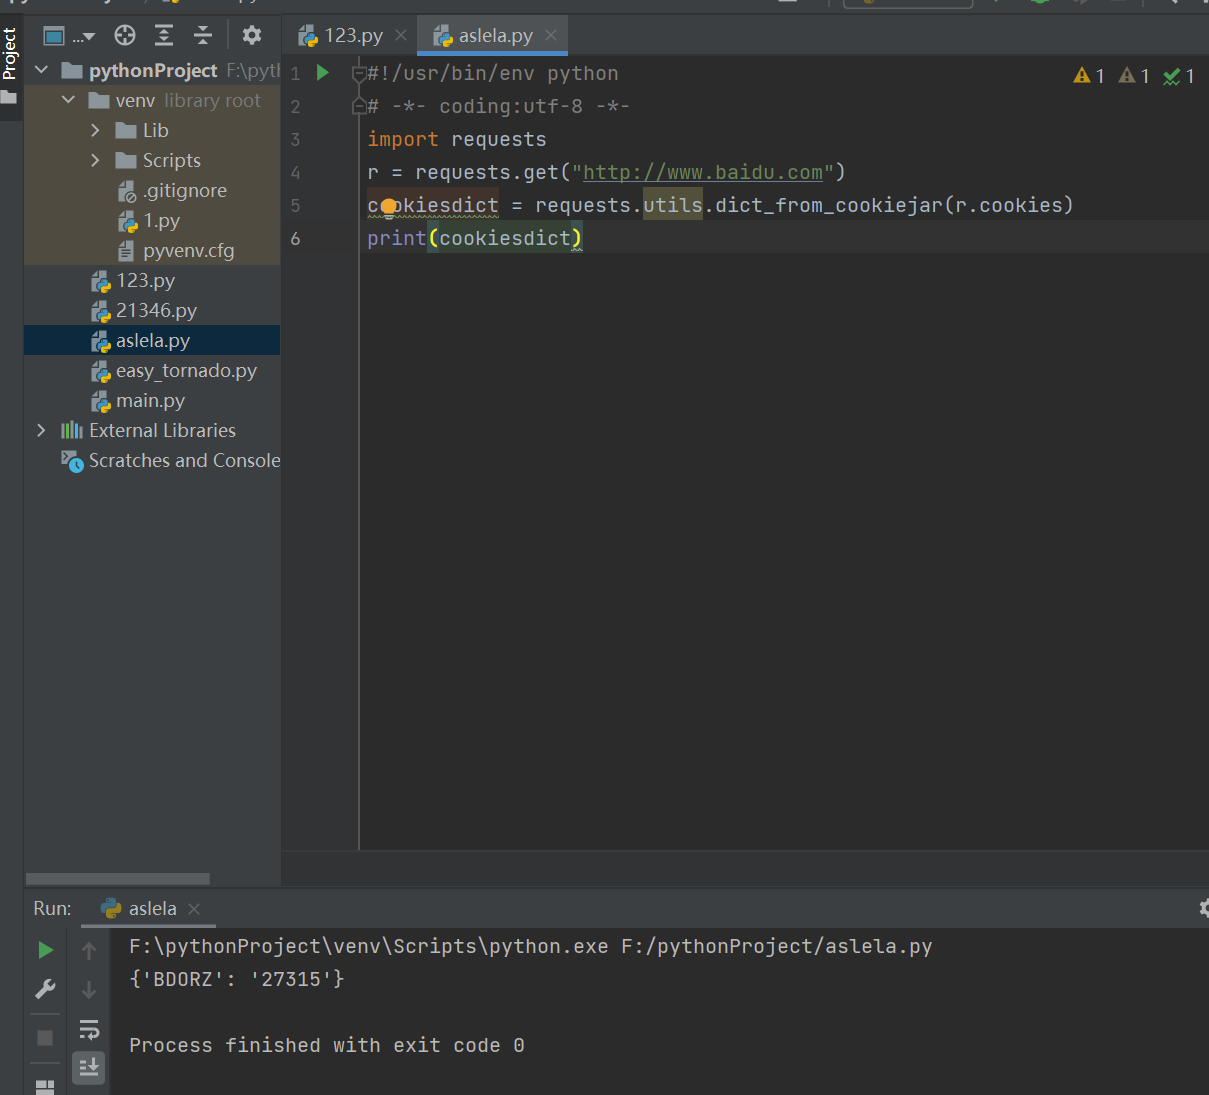 Project
...
123.py
aslela.py
pythonProject F:\pyth
venv library root
Lib
Scripts
.gitignore
1.py
pyvenv.cfg
123.py
21346.py
aslela.py
easy_tornado.py
main.py
External Libraries
Scratches and Console
1 #!/usr/bin/env python
2 # -*- coding:utf-8 -*-
3 import requests
4 r = requests.get("http://www.baidu.com")
5 cookiesdict = requests.utils.dict_from_cookiejar(r.cookies)
6 print(cookiesdict)
1 1 1
Run: aslela
F:\pythonProject\venv\Scripts\python.exe F:/pythonProject/aslela.py
{'BDORZ': '27315'}
Process finished with exit code 0